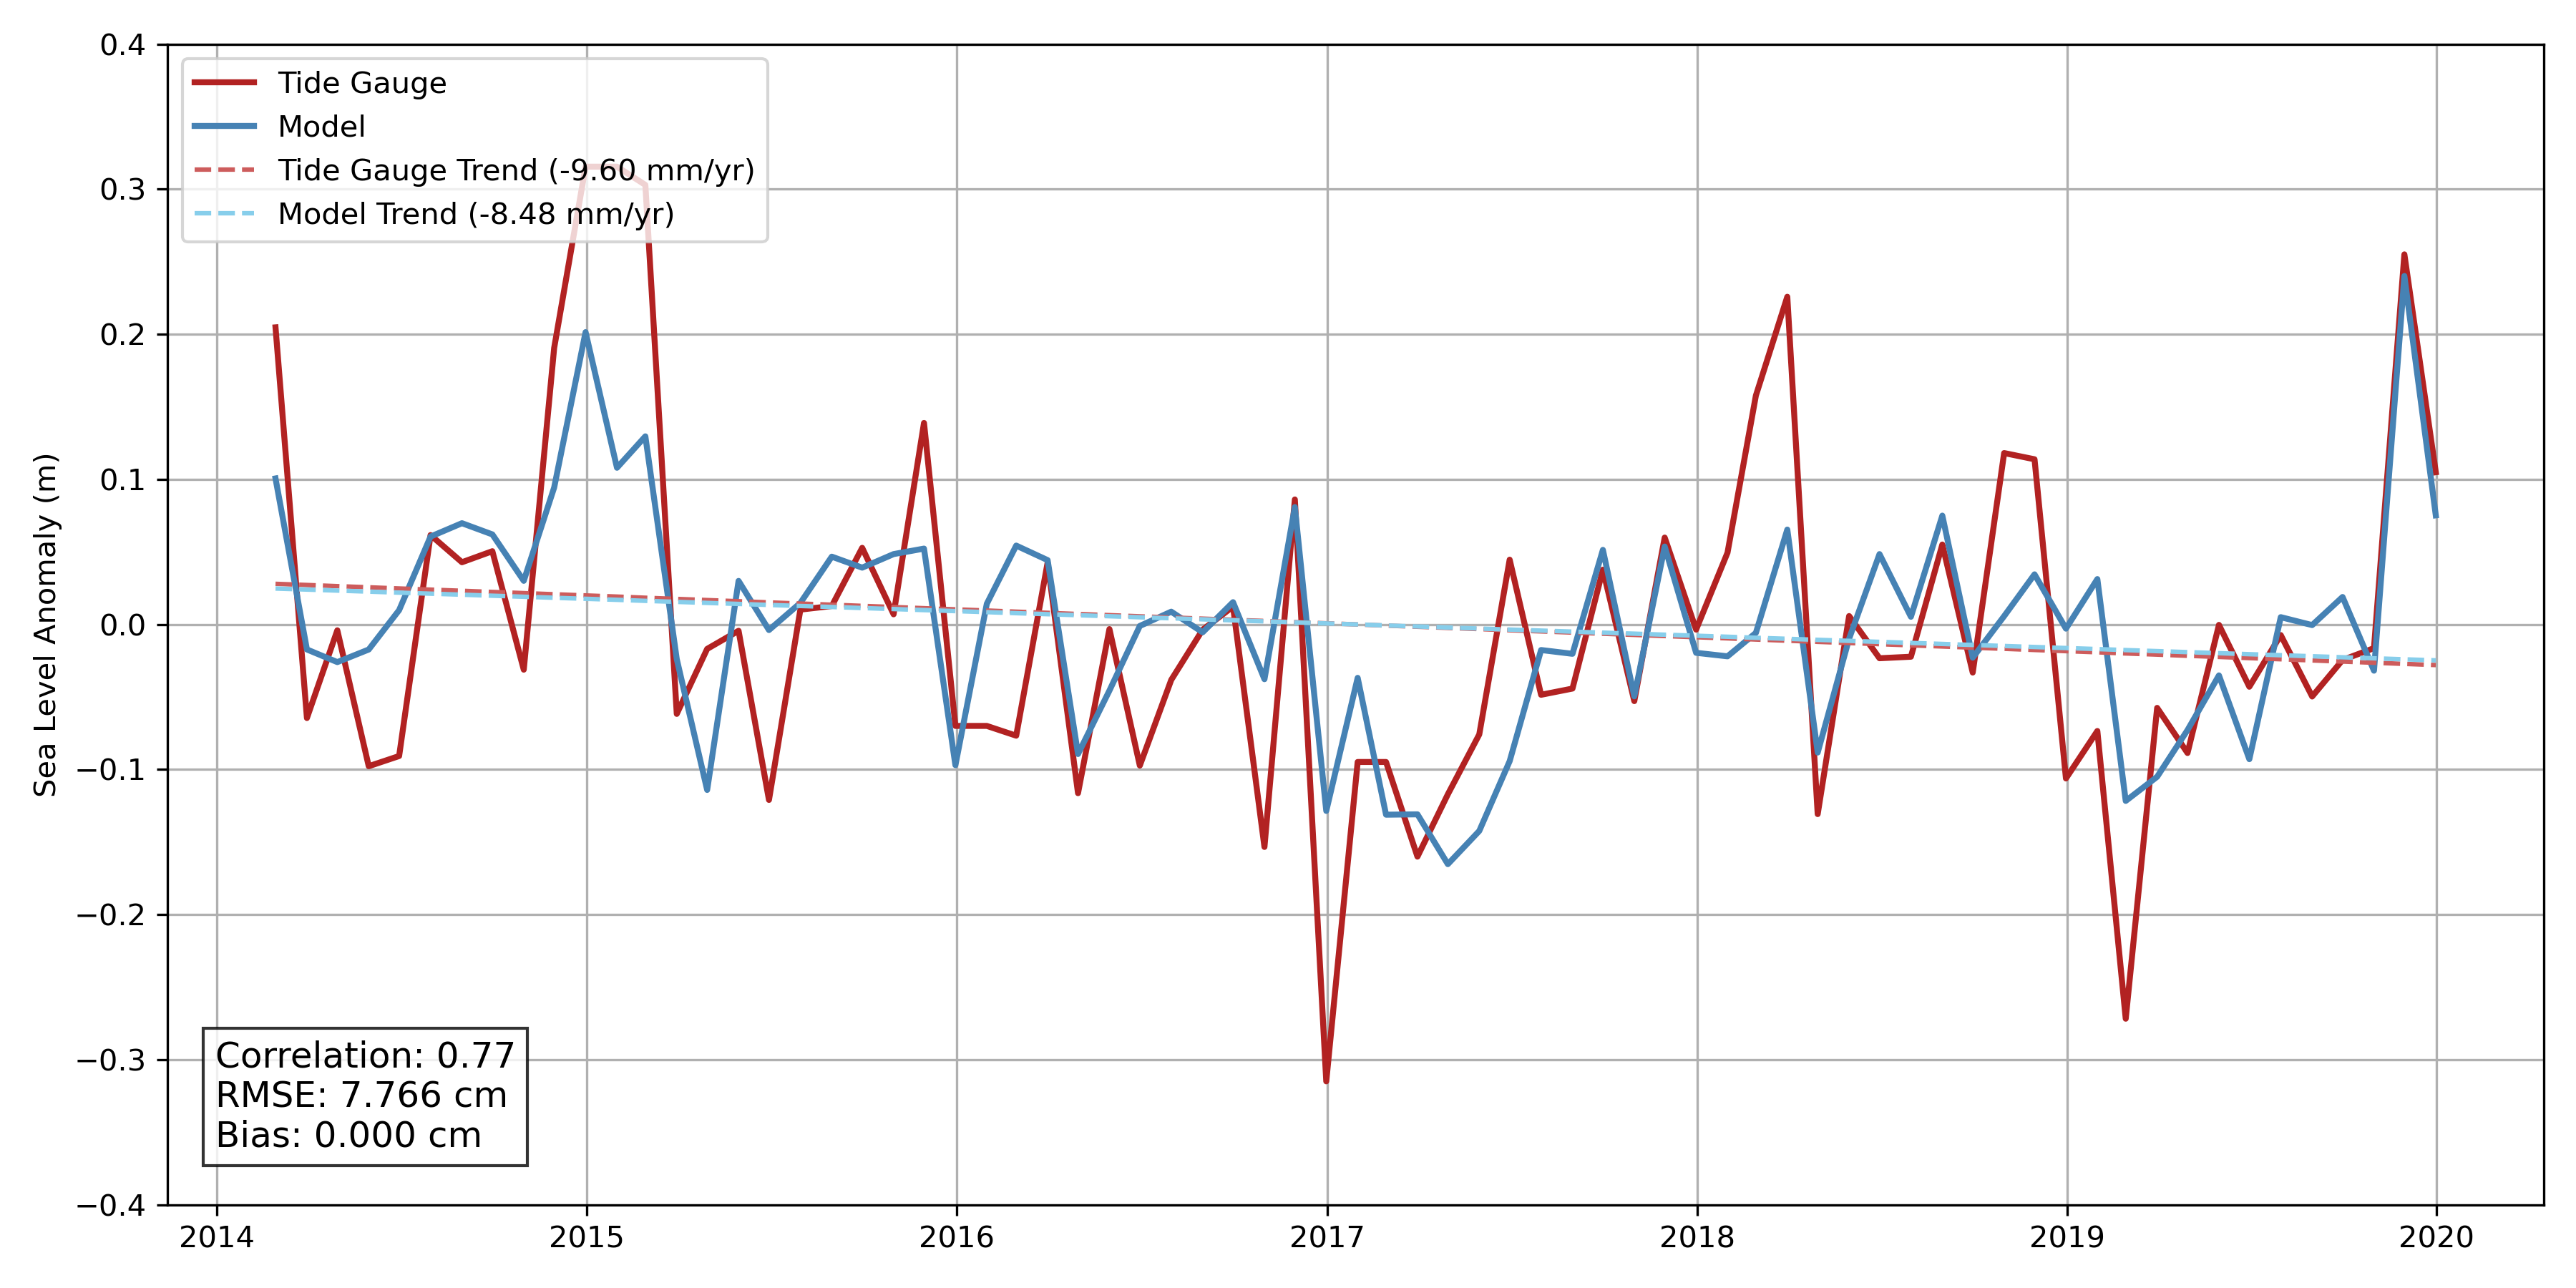 Tide Gauge
Model
Tide Gauge Trend (-9.60 mm/yr)
Model Trend (-8.48 mm/yr)
Sea Level Anomaly (m)
0.4
0.3
0.2
0.1
0.0
−0.1
−0.2
−0.3
−0.4
Correlation: 0.77
RMSE: 7.766 cm
Bias: 0.000 cm
2014 2015 2016 2017 2018 2019 2020